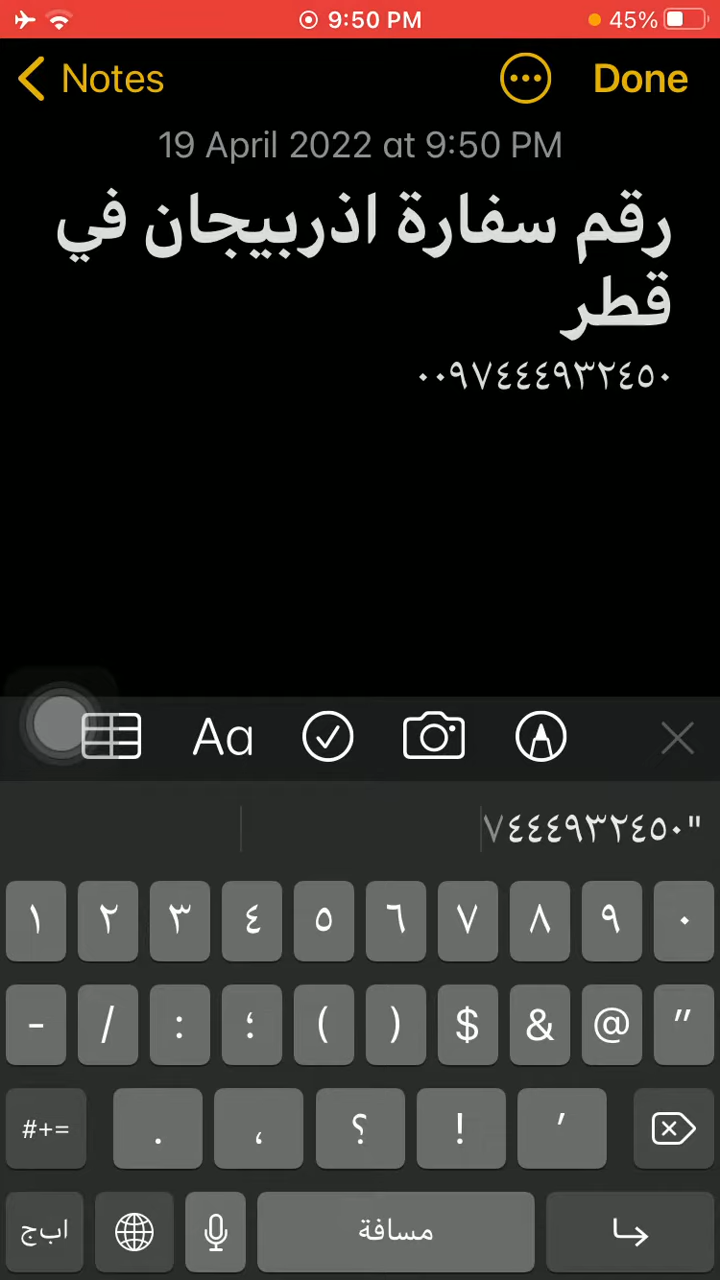 9:50 PM
45%
Notes
Done
19 April 2022 at 9:50 PM
رقم سفارة اذربيجان في
قطر
٠٠٩٧٤٤٤٩٣٢٤٥٠
Aa
٧٤٤٤٩٣٢٤٥٠"
١ ٢ ٣ ٤ ٥ ٦ ٧ ٨ ٩ ٠
- / : ؛ ( ) $ & @ "
#+= . ، ؟ ! '
اب‌ج مسافة